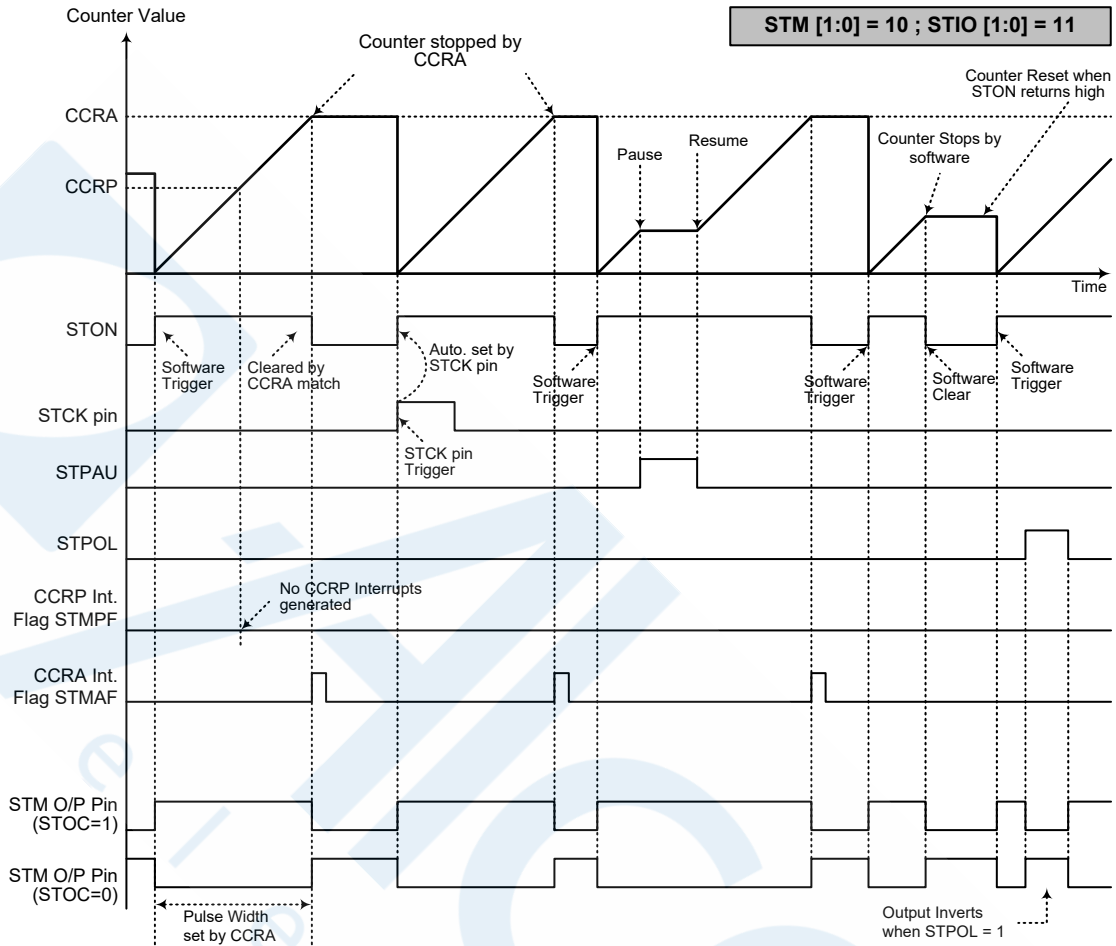 Counter Value
STM [1:0] = 10 ; STIO [1:0] = 11
Counter stopped by
CCRA
Counter Reset when
STON returns high
CCRA
Pause
Resume
Counter Stops by
software
CCRP
Time
STON
Software
Trigger
Cleared by
CCRA match
Auto. set by
STCK pin
Software
Trigger
Software
Trigger
Software
Clear
Software
Trigger
STCK pin
STCK pin
Trigger
STPAU
STPOL
CCRP Int.
Flag STMPF
No CCRP Interrupts
generated
CCRA Int.
Flag STMAF
STM O/P Pin
(STOC=1)
STM O/P Pin
(STOC=0)
Pulse Width
set by CCRA
Output Inverts
when STPOL = 1